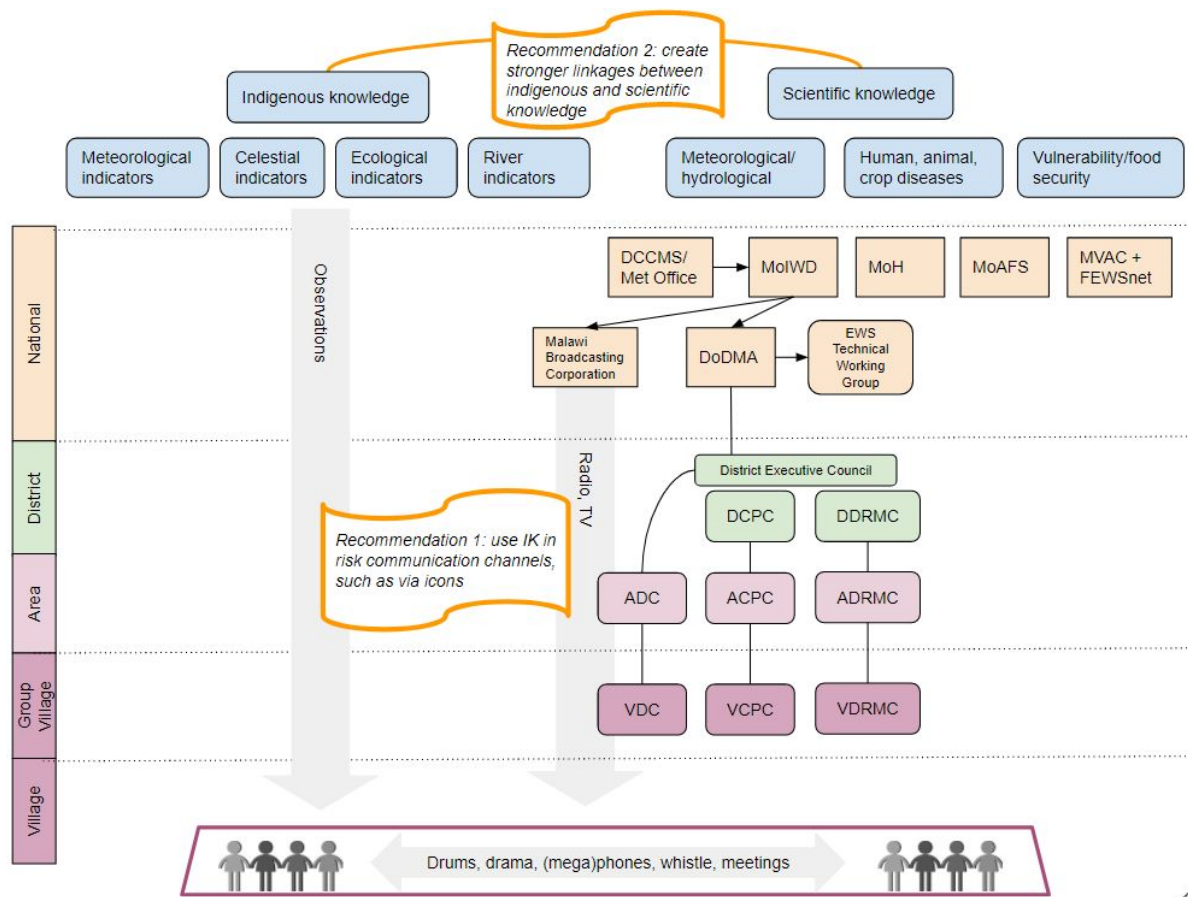 Recommendation 2: create
stronger linkages between
indigenous and scientific
knowledge
Indigenous knowledge
Scientific knowledge
Meteorological
indicators
Celestial
indicators
Ecological
indicators
River
indicators
Meteorological/
hydrological
Human, animal,
crop diseases
Vulnerability/food
security
National
Observations
DCCMS/
Met Office
MoIWD
MoH
MoAFS
MVAC +
FEWSnet
Malawi
Broadcasting
Corporation
DoDMA
EWS
Technical
Working
Group
District
Radio, TV
District Executive Council
DCPC
DDRMC
Recommendation 1: use IK in
risk communication channels,
such as via icons
Area
ADC
ACPC
ADRMC
Group
Village
VDC
VCPC
VDRMC
Village
Drums, drama, (mega)phones, whistle, meetings